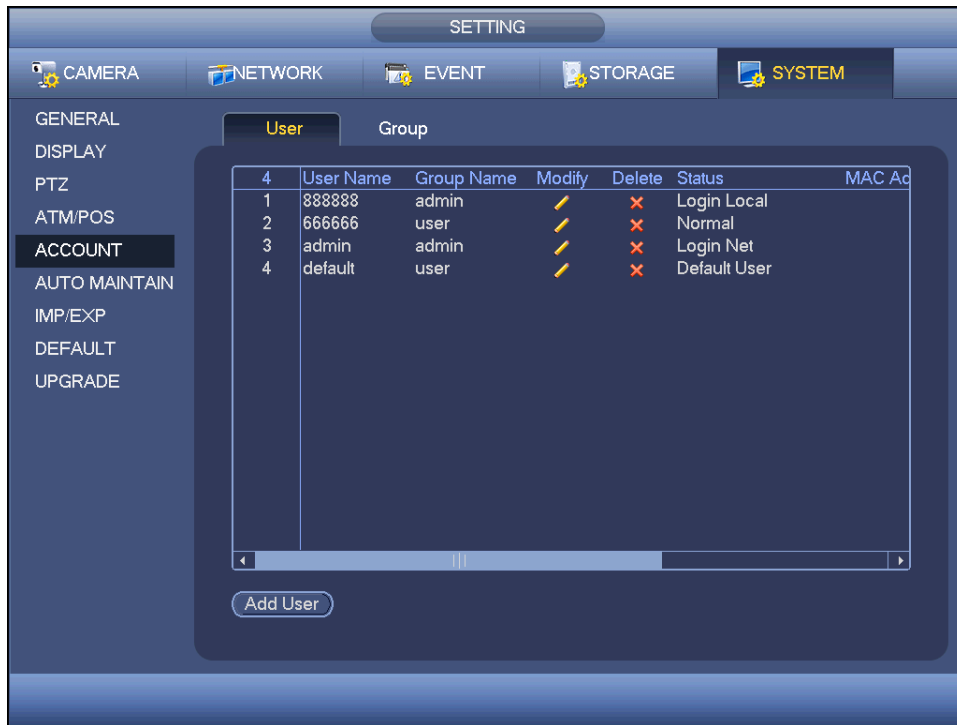 SETTING
CAMERA NETWORK EVENT STORAGE SYSTEM
GENERAL
DISPLAY
PTZ
ATM/POS
ACCOUNT
AUTO MAINTAIN
IMP/EXP
DEFAULT
UPGRADE
User Group
4 User Name Group Name Modify Delete Status MAC Ad
1 888888 admin Login Local
2 666666 user Normal
3 admin admin Login Net
4 default user Default User
Add User